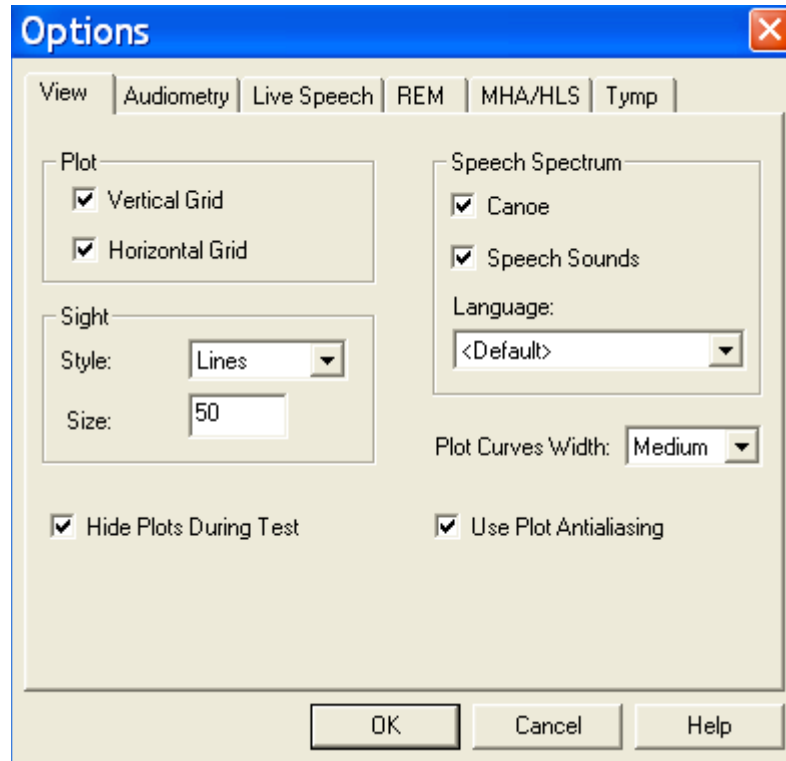 Options
View Audiometry Live Speech REM MHA/HLS Tymp
Plot
Vertical Grid
Horizontal Grid
Sight
Style: Lines
Size: 50
Speech Spectrum
Canoe
Speech Sounds
Language:
<Default>
Plot Curves Width: Medium
Hide Plots During Test
Use Plot Antialiasing
OK Cancel Help